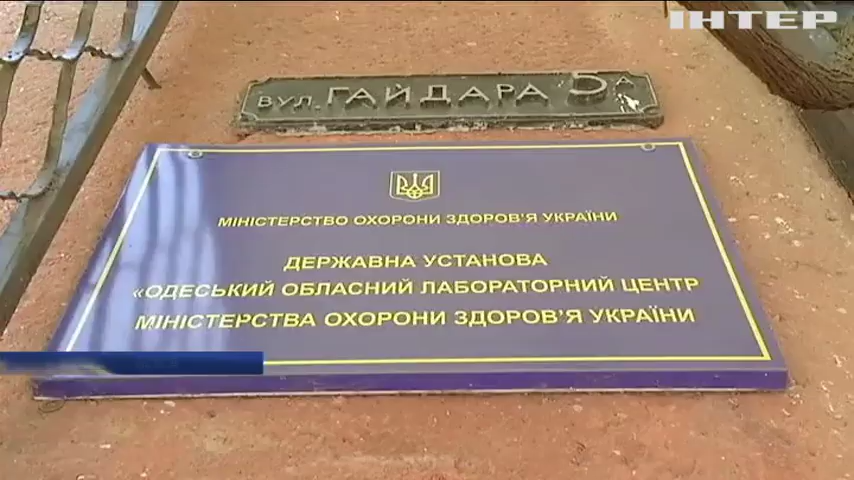 ІНТЕР
ВУЛ. ГАЙДАРА 5А
МІНІСТЕРСТВО ОХОРОНИ ЗДОРОВ'Я УКРАЇНИ
ДЕРЖАВНА УСТАНОВА
«ОДЕСЬКИЙ ОБЛАСНИЙ ЛАБОРАТОРНИЙ ЦЕНТР
МІНІСТЕРСТВА ОХОРОНИ ЗДОРОВ'Я УКРАЇНИ